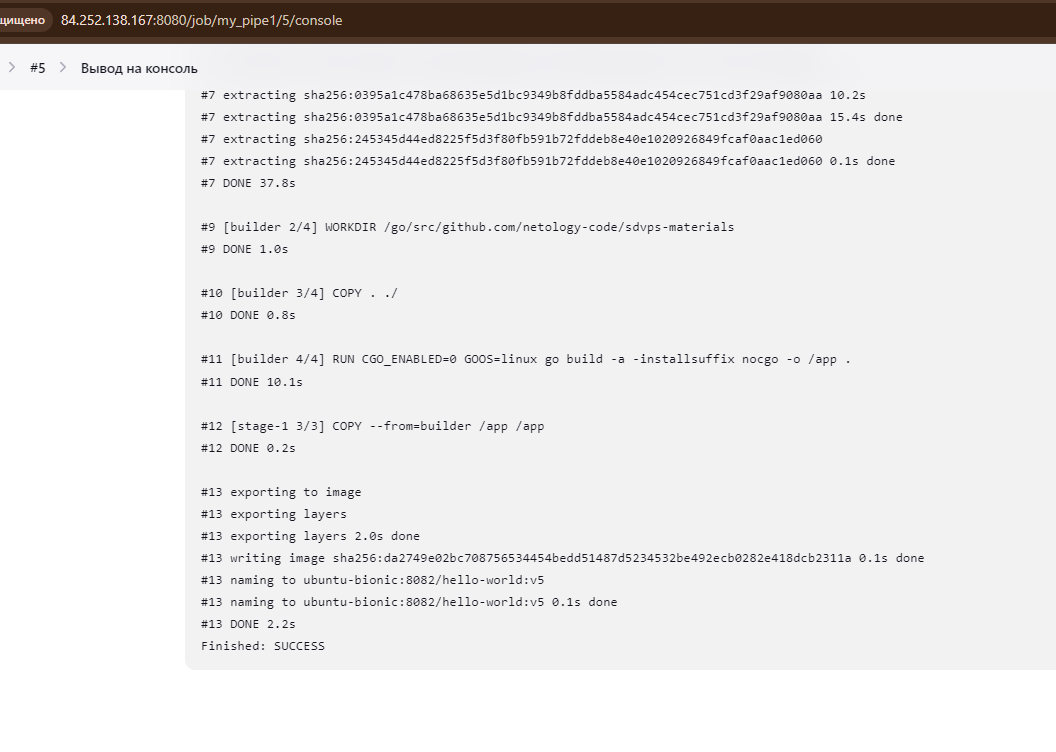 84.252.138.167:8080/job/my_pipe1/5/console
#5 Вывод на консоль
#7 extracting sha256:0395a1c478ba68635e5d1bc9349b8fddba5584adc454cec751cd3f29af9080aa 10.2s
#7 extracting sha256:0395a1c478ba68635e5d1bc9349b8fddba5584adc454cec751cd3f29af9080aa 15.4s done
#7 extracting sha256:245345d44ed8225f5d3f80fb591b72fddeb8e40e1020926849fcaf0aac1ed060
#7 extracting sha256:245345d44ed8225f5d3f80fb591b72fddeb8e40e1020926849fcaf0aac1ed060 0.1s done
#7 DONE 37.8s
#9 [builder 2/4] WORKDIR /go/src/github.com/netology-code/sdvps-materials
#9 DONE 1.0s
#10 [builder 3/4] COPY . ./
#10 DONE 0.8s
#11 [builder 4/4] RUN CGO_ENABLED=0 GOOS=linux go build -a -installsuffix nocgo -o /app .
#11 DONE 10.1s
#12 [stage-1 3/3] COPY --from=builder /app /app
#12 DONE 0.2s
#13 exporting to image
#13 exporting layers
#13 exporting layers 2.0s done
#13 writing image sha256:da2749e02bc708756534454bedd51487d5234532be492ecb0282e418dcb2311a 0.1s done
#13 naming to ubuntu-bionic:8082/hello-world:v5
#13 naming to ubuntu-bionic:8082/hello-world:v5 0.1s done
#13 DONE 2.2s
Finished: SUCCESS